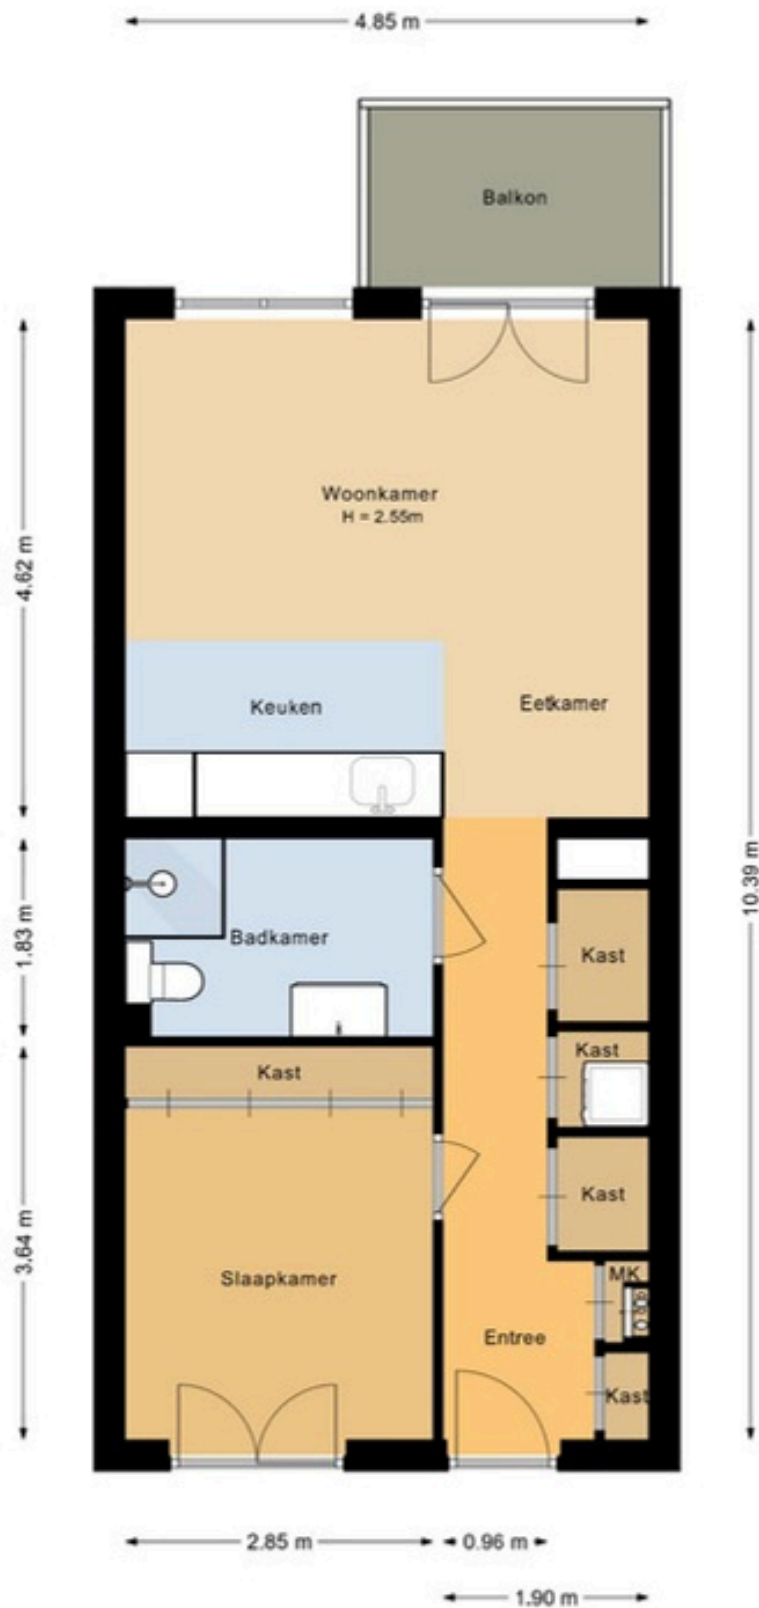 4.85 m
Balkon
Woonkamer
H = 2.55m
4.62 m
Keuken
Eetkamer
10.39 m
1.83 m
Badkamer
Kast
Kast
Kast
Kast
3.64 m
Slaapkamer
MK
Entree
Kast
2.85 m
0.96 m
1.90 m